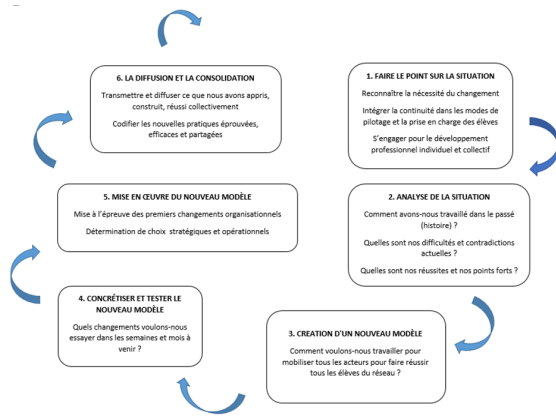 1. FAIRE LE POINT SUR LA SITUATION
Reconnaître la nécessité du changement
Intégrer la continuité dans les modes de
pilotage et la prise en charge des élèves
S'engager pour le développement
professionnel individuel et collectif
2. ANALYSE DE LA SITUATION
Comment avons-nous travaillé dans le passé
(histoire) ?
Quelles sont nos difficultés et contradictions
actuelles ?
Quelles sont nos réussites et nos points forts ?
3. CREATION D'UN NOUVEAU MODÈLE
Comment voulons-nous travailler pour
mobiliser tous les acteurs pour faire réussir
tous les élèves du réseau ?
4. CONCRÉTISER ET TESTER LE
NOUVEAU MODÈLE
Quels changements voulons-nous
essayer dans les semaines et mois à
venir ?
5. MISE EN ŒUVRE DU NOUVEAU MODÈLE
Mise à l'épreuve des premiers changements organisationnels
Détermination de choix stratégiques et opérationnels
6. LA DIFFUSION ET LA CONSOLIDATION
Transmettre et diffuser ce que nous avons appris,
construit, réussi collectivement
Codifier les nouvelles pratiques éprouvées,
efficaces et partagées